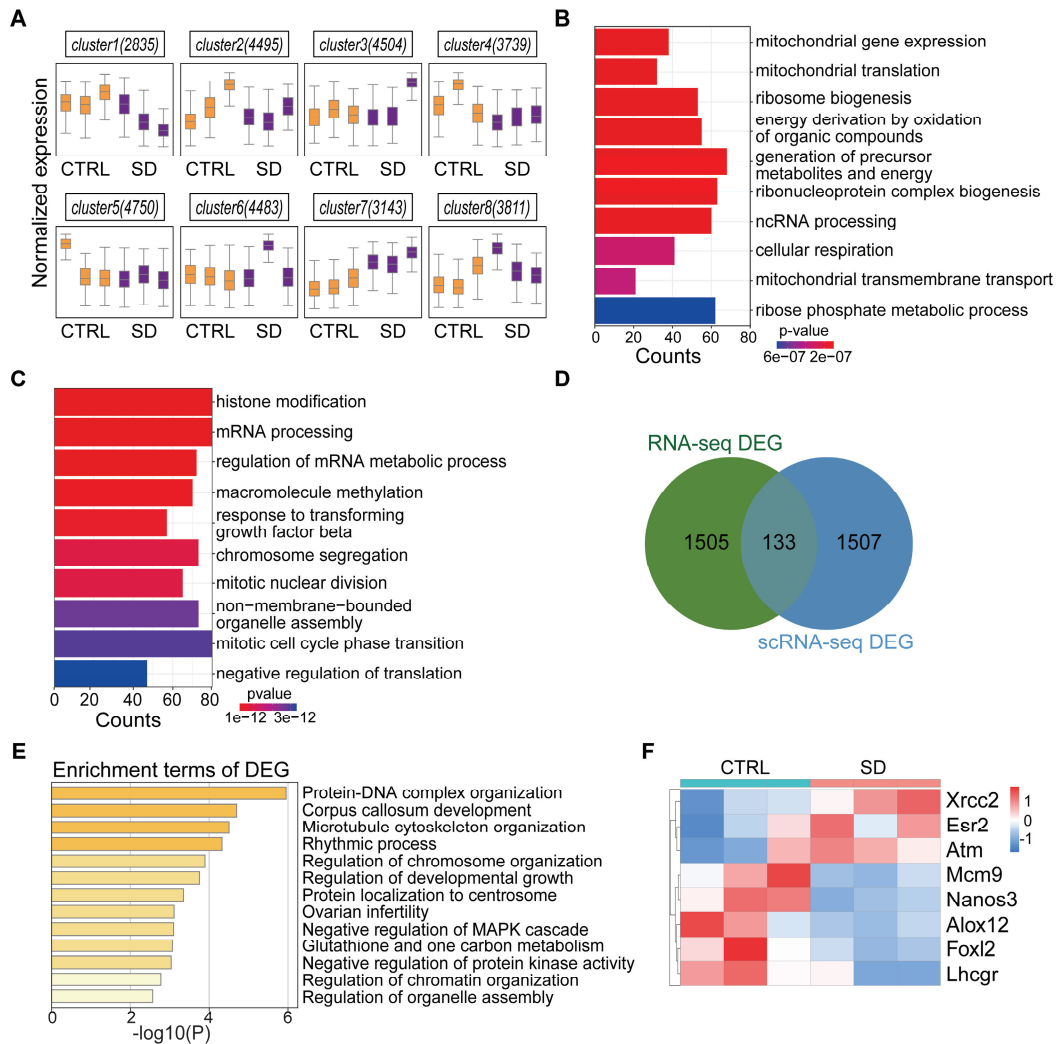 A
cluster1(2835)
cluster2(4495)
cluster3(4504)
cluster4(3739)
Normalized expression
CTRL SD
CTRL SD
CTRL SD
CTRL SD
cluster5(4750)
cluster6(4483)
cluster7(3143)
cluster8(3811)
CTRL SD
CTRL SD
CTRL SD
CTRL SD
B
mitochondrial gene expression
mitochondrial translation
ribosome biogenesis
energy derivation by oxidation
of organic compounds
generation of precursor
metabolites and energy
ribonucleoprotein complex biogenesis
ncRNA processing
cellular respiration
mitochondrial transmembrane transport
ribose phosphate metabolic process
0 20 40 60 80
Counts
p-value
6e-07 2e-07
C
histone modification
mRNA processing
regulation of mRNA metabolic process
macromolecule methylation
response to transforming
growth factor beta
chromosome segregation
mitotic nuclear division
non-membrane-bounded
organelle assembly
mitotic cell cycle phase transition
negative regulation of translation
0 20 40 60 80
Counts
pvalue
1e-12 3e-12
D
RNA-seq DEG
1505 133 1507
scRNA-seq DEG
E
Enrichment terms of DEG
Protein-DNA complex organization
Corpus callosum development
Microtubule cytoskeleton organization
Rhythmic process
Regulation of chromosome organization
Regulation of developmental growth
Protein localization to centrosome
Ovarian infertility
Negative regulation of MAPK cascade
Glutathione and one carbon metabolism
Negative regulation of protein kinase activity
Regulation of chromatin organization
Regulation of organelle assembly
0 2 4 6
-log10(P)
F
CTRL SD
Xrcc2
Esr2
Atm
Mcm9
Nanos3
Alox12
Foxl2
Lhcgr
1
0
-1